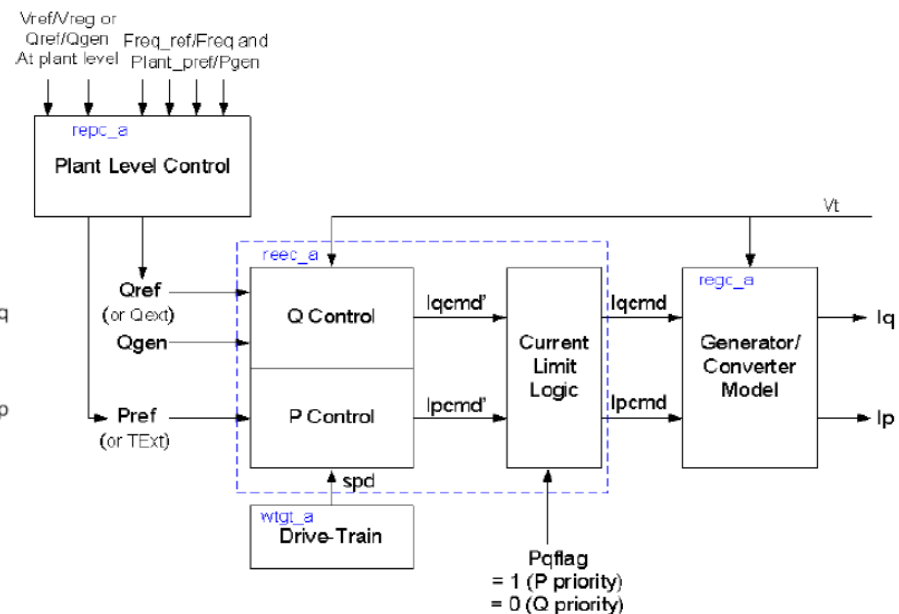 Vref/Vreg or
Qref/Qgen
At plant level
Freq_ref/Freq and
Plant_pref/Pgen
repc_a
Plant Level Control
Vt
reec_a
regc_a
q
Qref
(or Qext)
Qgen
Q Control
Iqcmd'
Current
Limit
Logic
Iqcmd
Generator/
Converter
Model
Iq
p
Pref
(or TExt)
P Control
Ipcmd'
Ipcmd
Ip
spd
wtgt_a
Drive-Train
Pqflag
= 1 (P priority)
= 0 (Q priority)